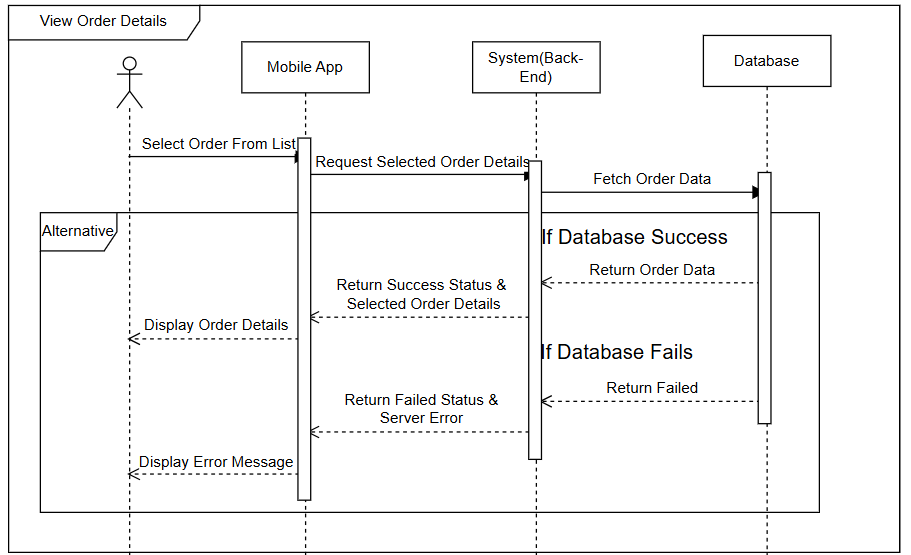 View Order Details
Mobile App
System(Back-
End)
Database
Select Order From List
Request Selected Order Details
Fetch Order Data
Alternative
If Database Success
Return Order Data
Return Success Status &
Selected Order Details
Display Order Details
If Database Fails
Return Failed
Return Failed Status &
Server Error
Display Error Message